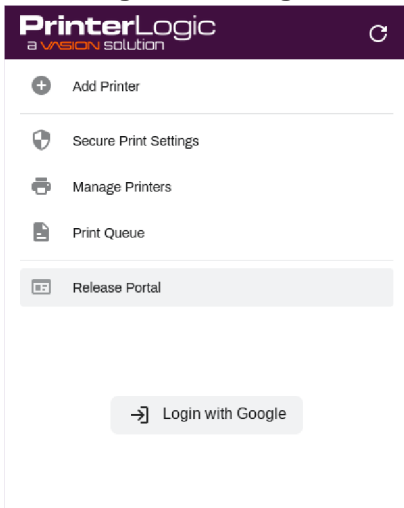 PrinterLogic
a VASION solution
Add Printer
Secure Print Settings
Manage Printers
Print Queue
Release Portal
Login with Google